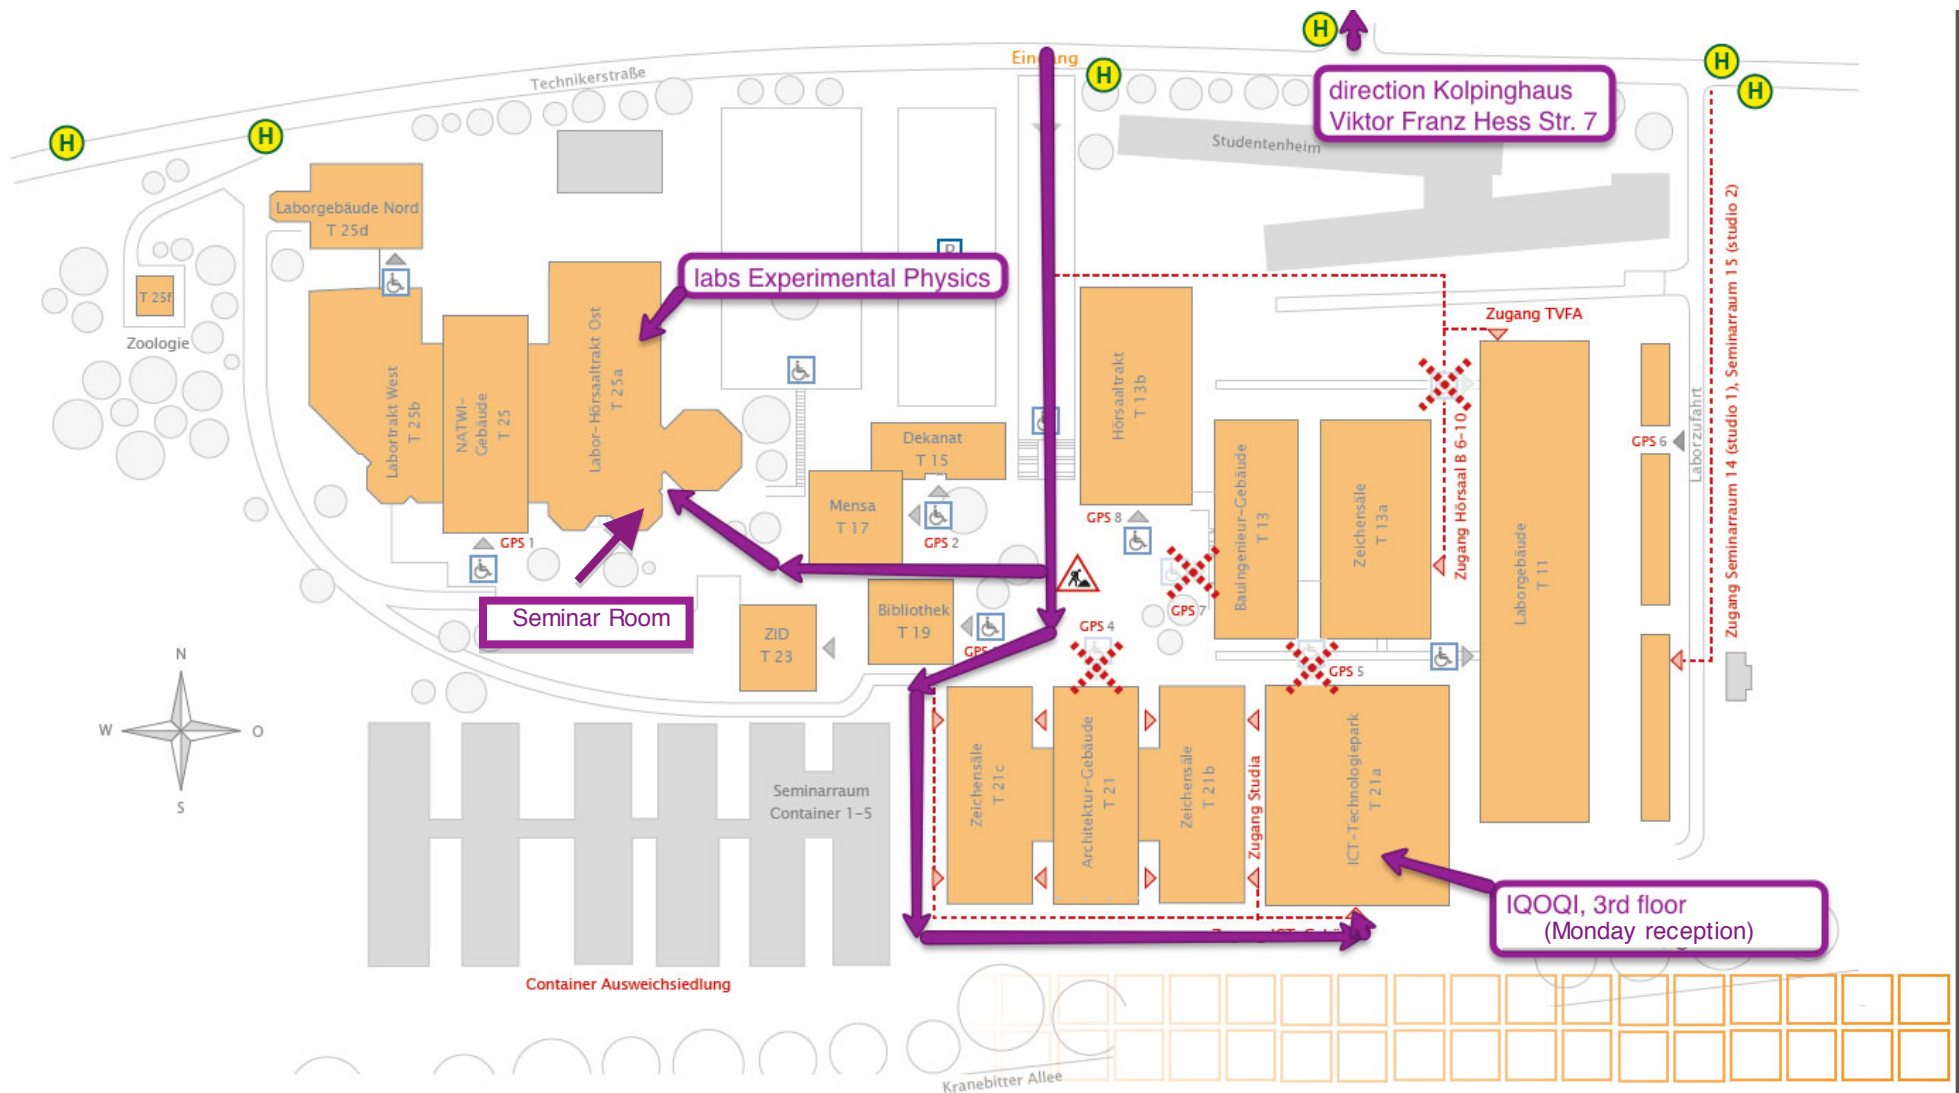 H
Eingang
H
H
H
Technikerstraße
direction Kolpinghaus
Viktor Franz Hess Str. 7
H
H
H
Studentenheim
Laborgebäude Nord
T 25d
T 25f
Zoologie
labs Experimental Physics
Labortrakt West
T 25b
NATWI-
Gebäude
T 25
Labor-Hörsaaltrakt Ost
T 25a
GPS 1
Seminar Room
Dekanat
T 15
Mensa
T 17
GPS 2
Bibliothek
T 19
ZID
T 23
Hörsaaltrakt
T 13b
GPS 8
Bauingenieur-Gebäude
T 13
GPS 7
Zeichensäle
T 13a
GPS 4
GPS 5
Zugang TVFA
Zugang Hörsaal B 6-10
Laborgebäude
T 11
GPS 6
Laborzufahrt
Zugang Seminarraum 14 (studio 1), Seminarraum 15 (studio 2)
N
W
O
S
Seminarraum
Container 1-5
Container Ausweichsiedlung
Zeichensäle
T 21c
Architektur-Gebäude
T 21
Zeichensäle
T 21b
Zugang Studia
ICT-Technologiepark
T 21a
IQOQI, 3rd floor
(Monday reception)
Kranebitter Allee